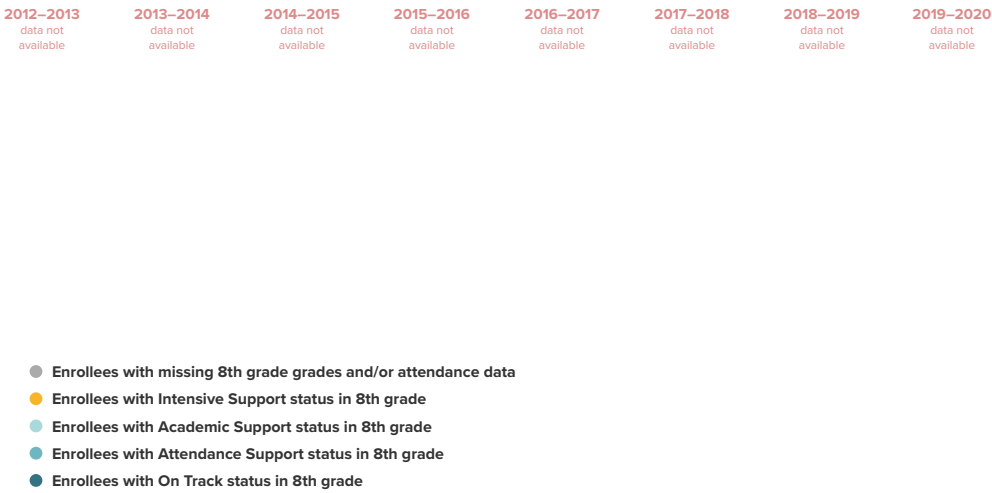 2012–2013 2013–2014 2014–2015 2015–2016 2016–2017 2017–2018 2018–2019 2019–2020
data not data not data not data not data not data not data not data not
available available available available available available available available
Enrollees with missing 8th grade grades and/or attendance data
Enrollees with Intensive Support status in 8th grade
Enrollees with Academic Support status in 8th grade
Enrollees with Attendance Support status in 8th grade
Enrollees with On Track status in 8th grade